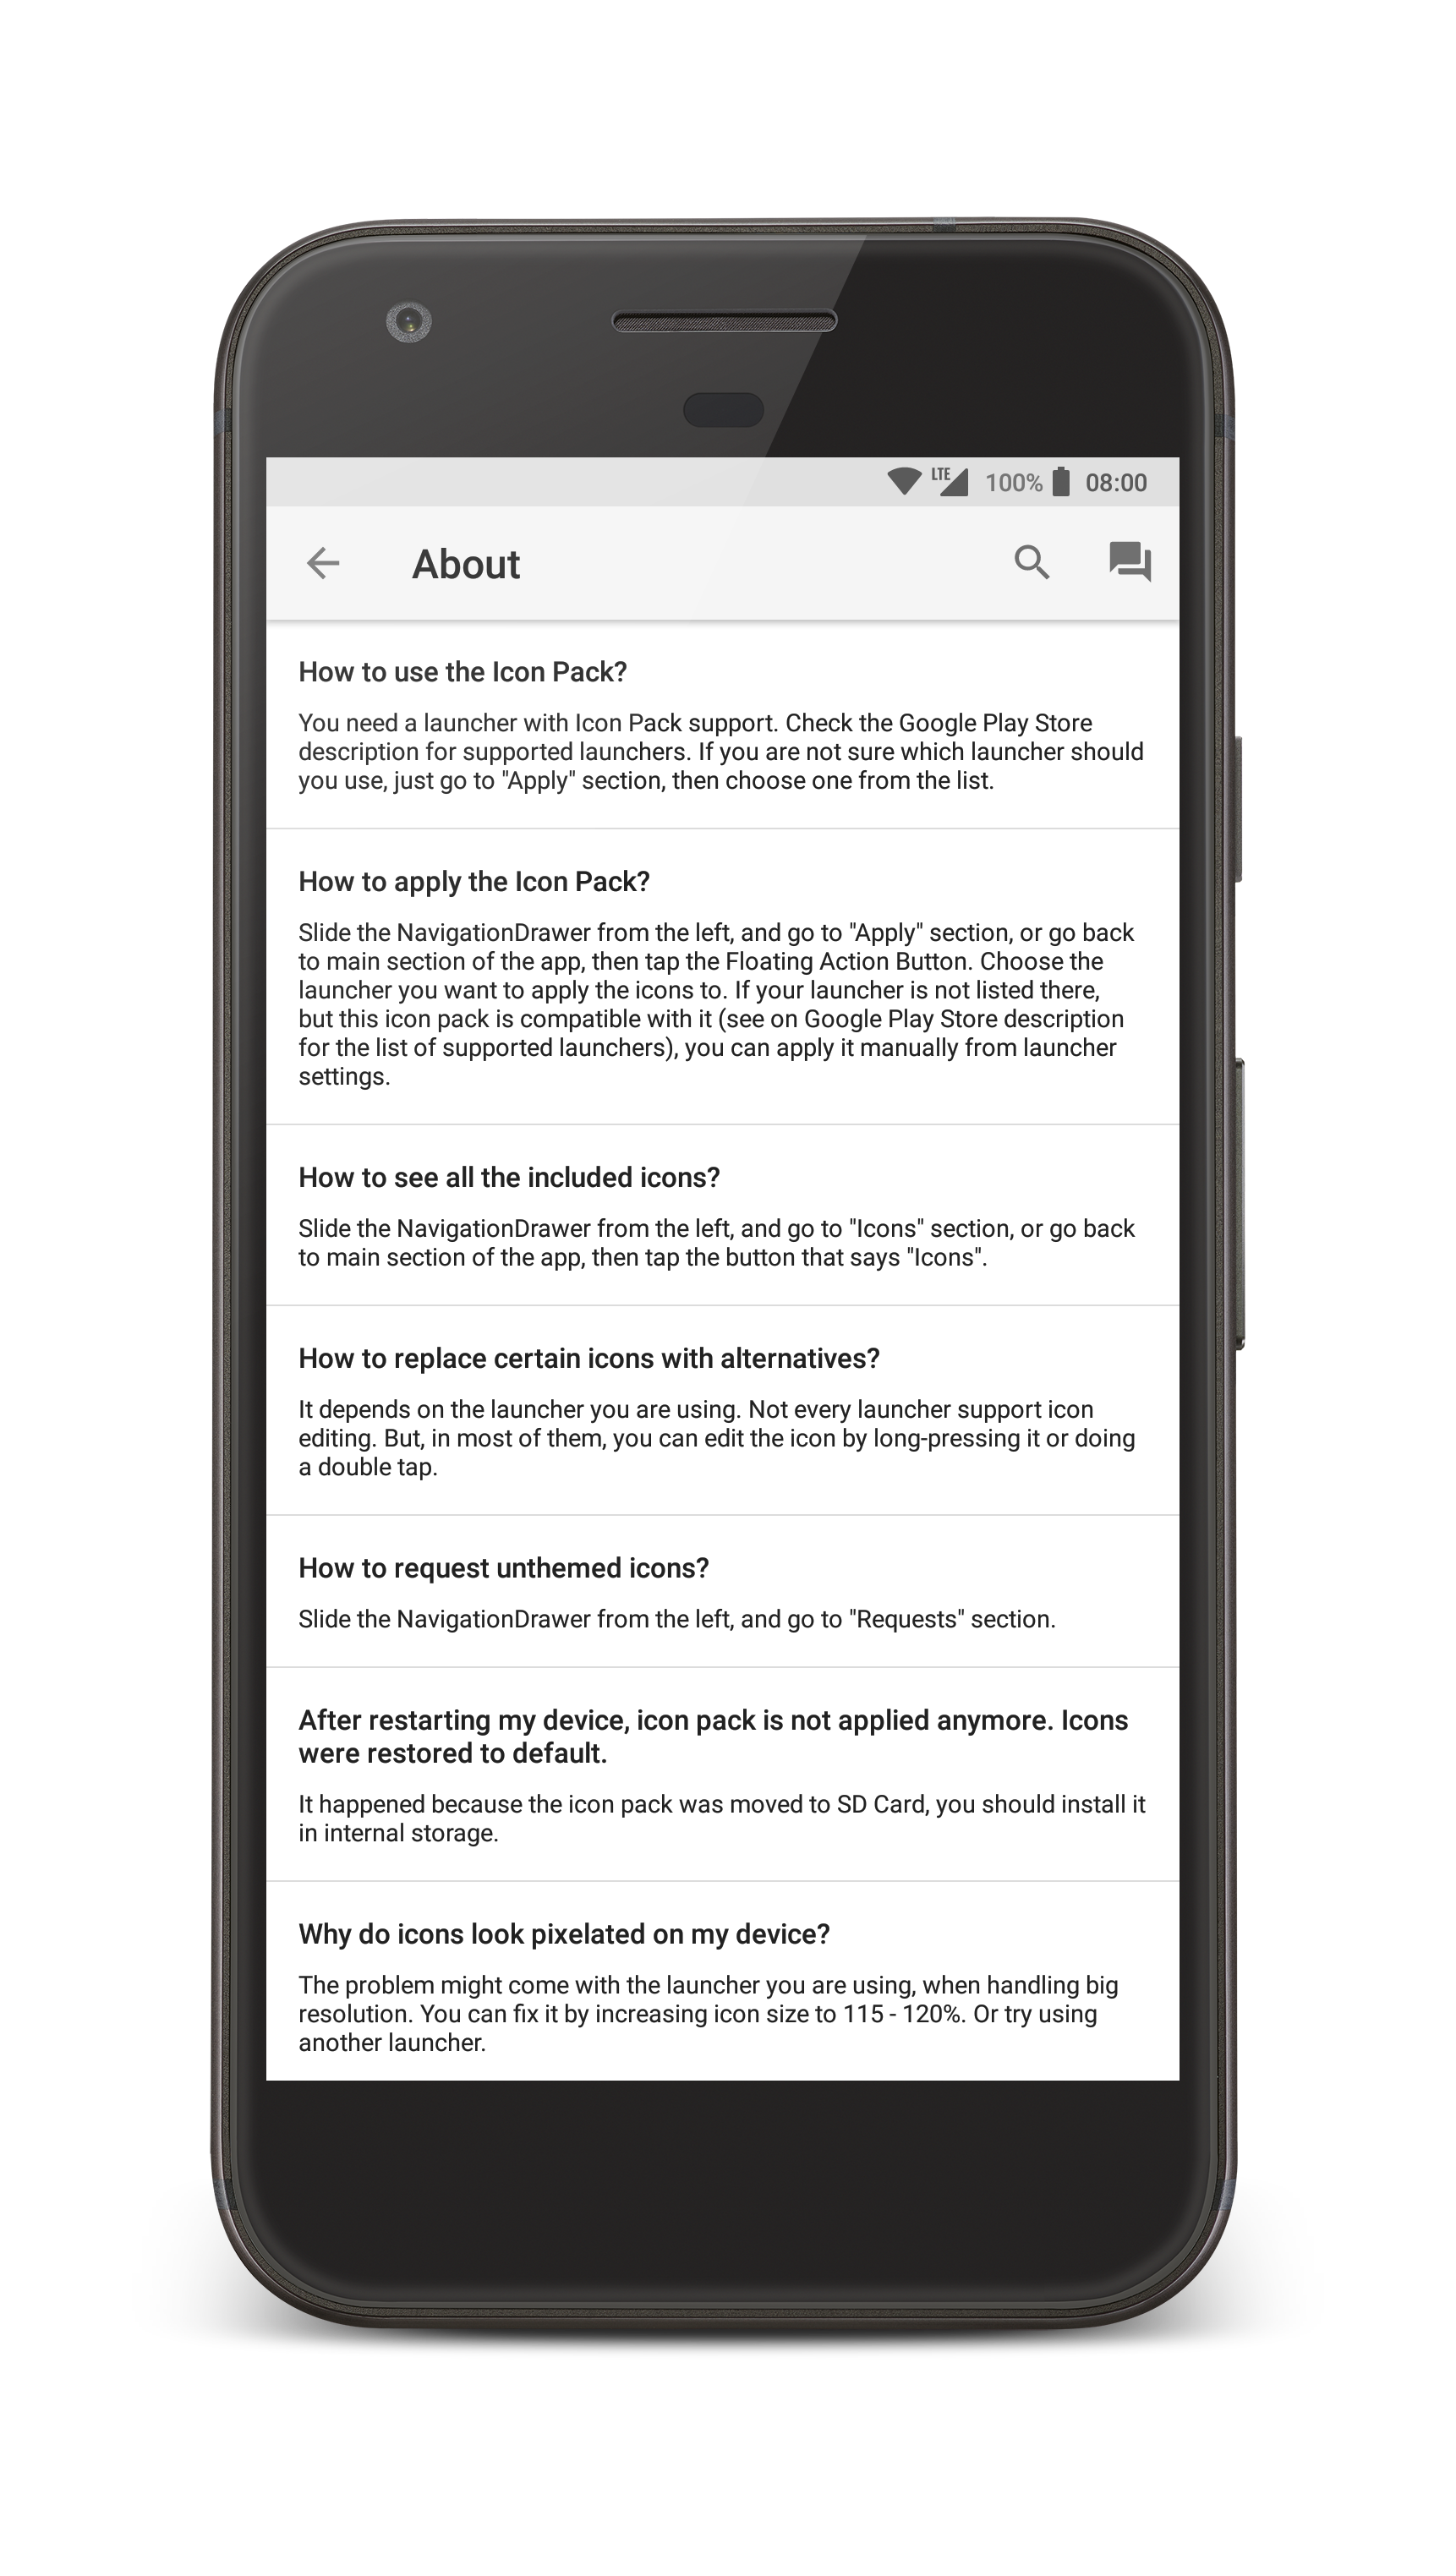 LTE 100% 08:00
About
How to use the Icon Pack?
You need a launcher with Icon Pack support. Check the Google Play Store
description for supported launchers. If you are not sure which launcher should
you use, just go to "Apply" section, then choose one from the list.
How to apply the Icon Pack?
Slide the NavigationDrawer from the left, and go to "Apply" section, or go back
to main section of the app, then tap the Floating Action Button. Choose the
launcher you want to apply the icons to. If your launcher is not listed there,
but this icon pack is compatible with it (see on Google Play Store description
for the list of supported launchers), you can apply it manually from launcher
settings.
How to see all the included icons?
Slide the NavigationDrawer from the left, and go to "Icons" section, or go back
to main section of the app, then tap the button that says "Icons".
How to replace certain icons with alternatives?
It depends on the launcher you are using. Not every launcher support icon
editing. But, in most of them, you can edit the icon by long-pressing it or doing
a double tap.
How to request unthemed icons?
Slide the NavigationDrawer from the left, and go to "Requests" section.
After restarting my device, icon pack is not applied anymore. Icons
were restored to default.
It happened because the icon pack was moved to SD Card, you should install it
in internal storage.
Why do icons look pixelated on my device?
The problem might come with the launcher you are using, when handling big
resolution. You can fix it by increasing icon size to 115 - 120%. Or try using
another launcher.